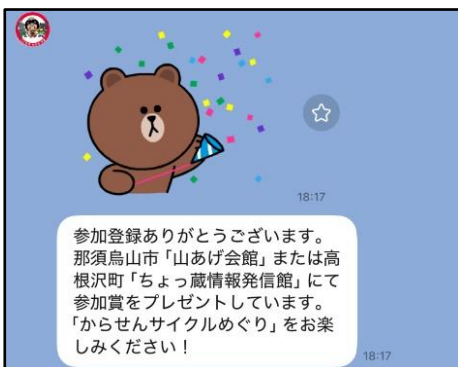 18:17
参加登録ありがとうございます。
那須烏山市「山あげ会館」または高
根沢町「ちょっ蔵情報発信館」にて
参加賞をプレゼントしています。
「からせんサイクルめぐり」をお楽
しみください！
18:17